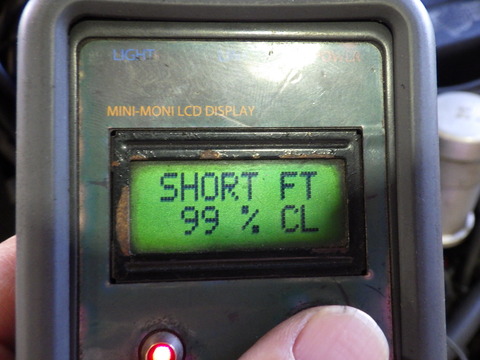 LIGHT
MINI-MONI LCD DISPLAY
SHORT FT
99 % CL